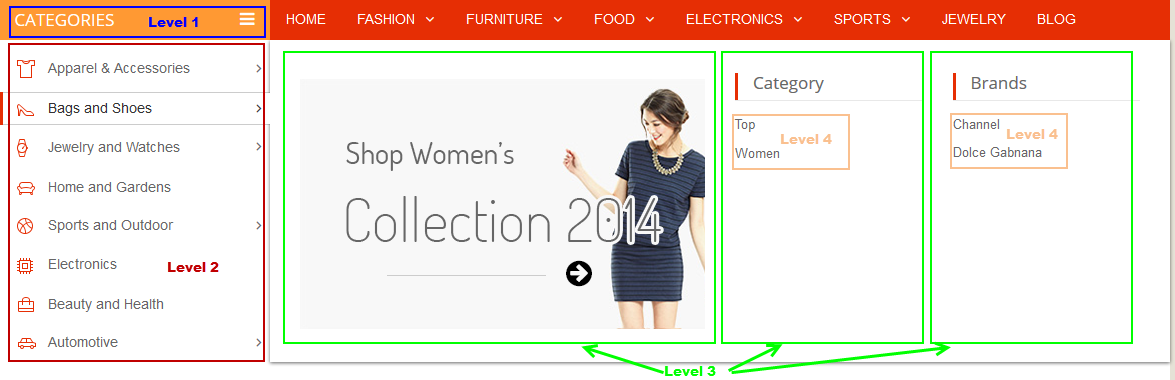 CATEGORIES Level 1
HOME FASHION FURNITURE FOOD ELECTRONICS SPORTS JEWELRY BLOG
Apparel & Accessories
Bags and Shoes
Jewelry and Watches
Home and Gardens
Sports and Outdoor
Electronics
Level 2
Beauty and Health
Automotive
Shop Women's
Collection 2014
Category
Top
Level 4
Women
Brands
Channel
Level 4
Dolce Gabnana
Level 3